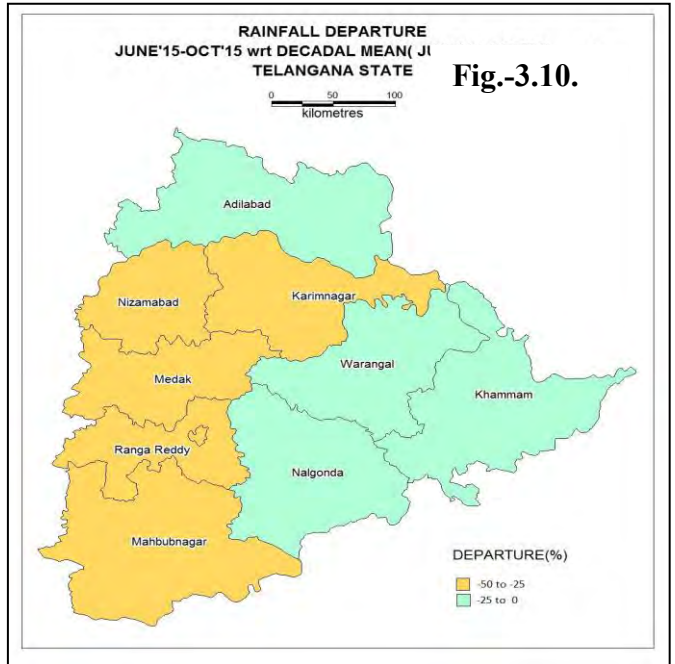 RAINFALL DEPARTURE
JUNE'15-OCT'15 wrt DECADAL MEAN(
TELANGANA STATE
Fig.-3.10.
0 50 100
kilometres
Adilabad
Nizamabad
Karimnagar
Warangal
Medak
Khammam
Ranga Reddy
Nalgonda
Mahbubnagar
DEPARTURE(%)
-50 to -25
-25 to 0